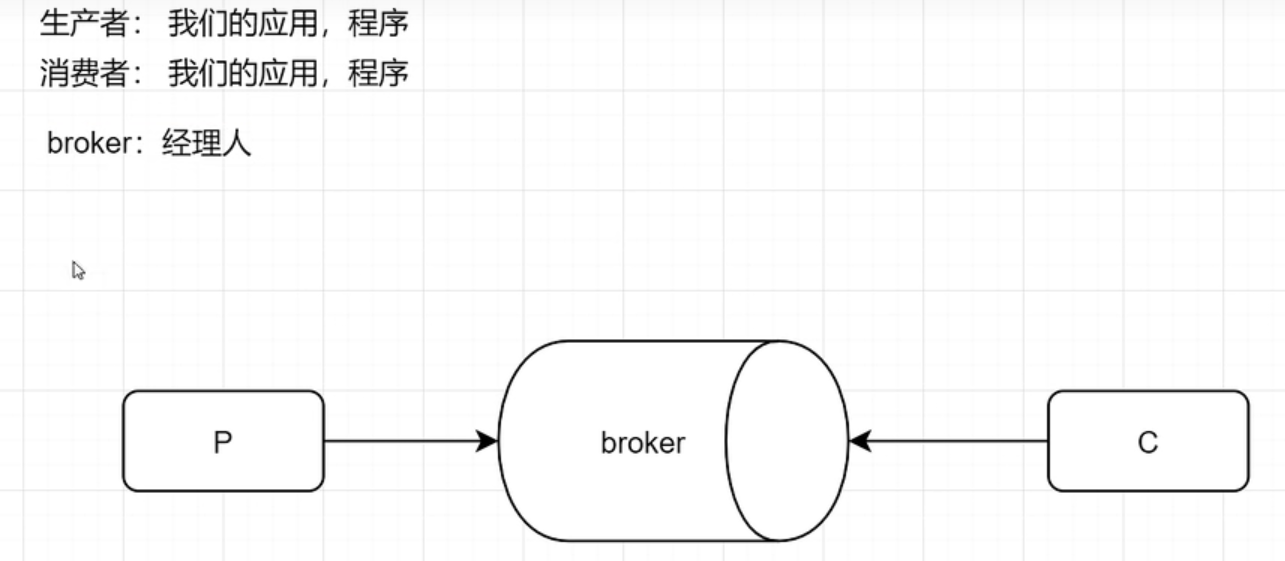 生产者： 我们的应用，程序
消费者： 我们的应用，程序
broker：经理人
P
broker
C